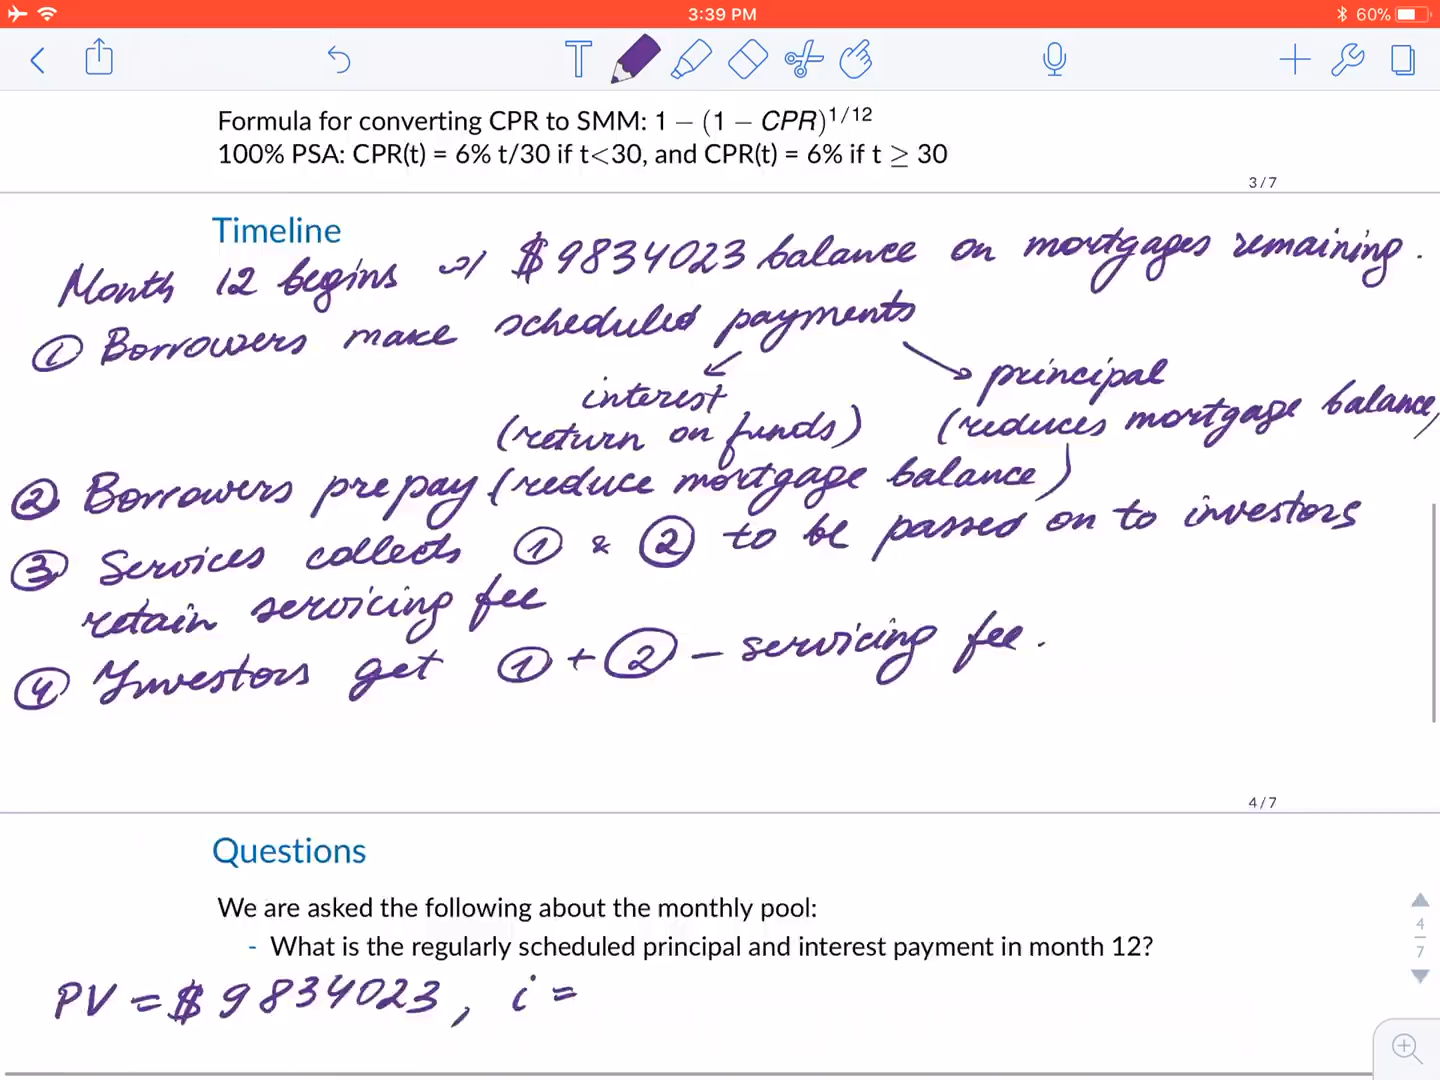 3:39 PM
60%
T
Formula for converting CPR to SMM: 1 − (1 − CPR)^1/12
100% PSA: CPR(t) = 6% t/30 if t<30, and CPR(t) = 6% if t ≥ 30
3/7
Timeline
Month 12 begins w/ $9834023 balance on mortgages remaining.
① Borrowers make scheduled payments
interest principal
(return on funds) (reduces mortgage balance)
② Borrowers prepay (reduce mortgage balance)
③ Services collects ① & ② to be passed on to investors
retain servicing fee
④ Investors get ① + ② − servicing fee.
4/7
Questions
We are asked the following about the monthly pool:
- What is the regularly scheduled principal and interest payment in month 12?
4
7
PV = $9834023, i =